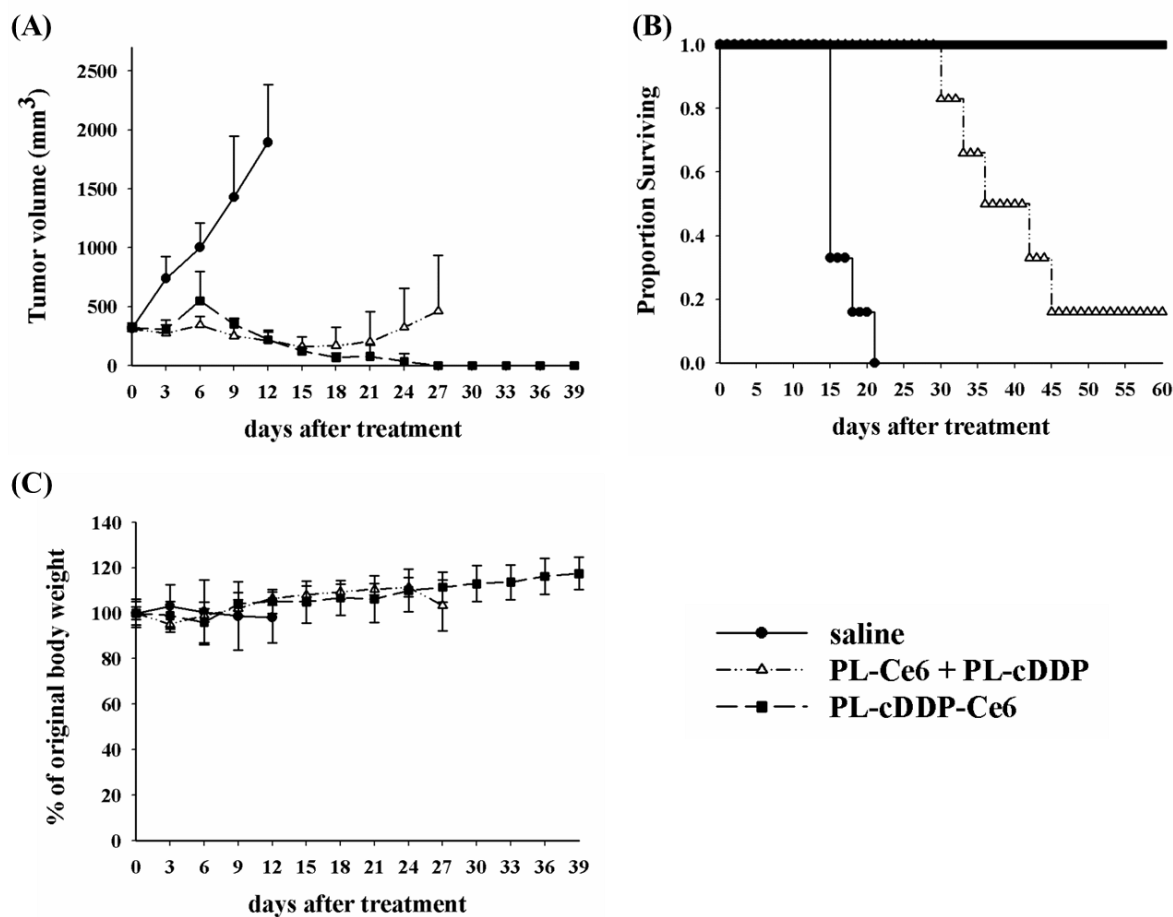 (A)
Tumor volume (mm³)
2500
2000
1500
1000
500
0
0 3 6 9 12 15 18 21 24 27 30 33 36 39
days after treatment
(B)
Proportion Surviving
1.0
0.8
0.6
0.4
0.2
0.0
0 5 10 15 20 25 30 35 40 45 50 55 60
days after treatment
(C)
% of original body weight
140
120
100
80
60
40
20
0
0 3 6 9 12 15 18 21 24 27 30 33 36 39
days after treatment
saline
PL-Ce6 + PL-cDDP
PL-cDDP-Ce6